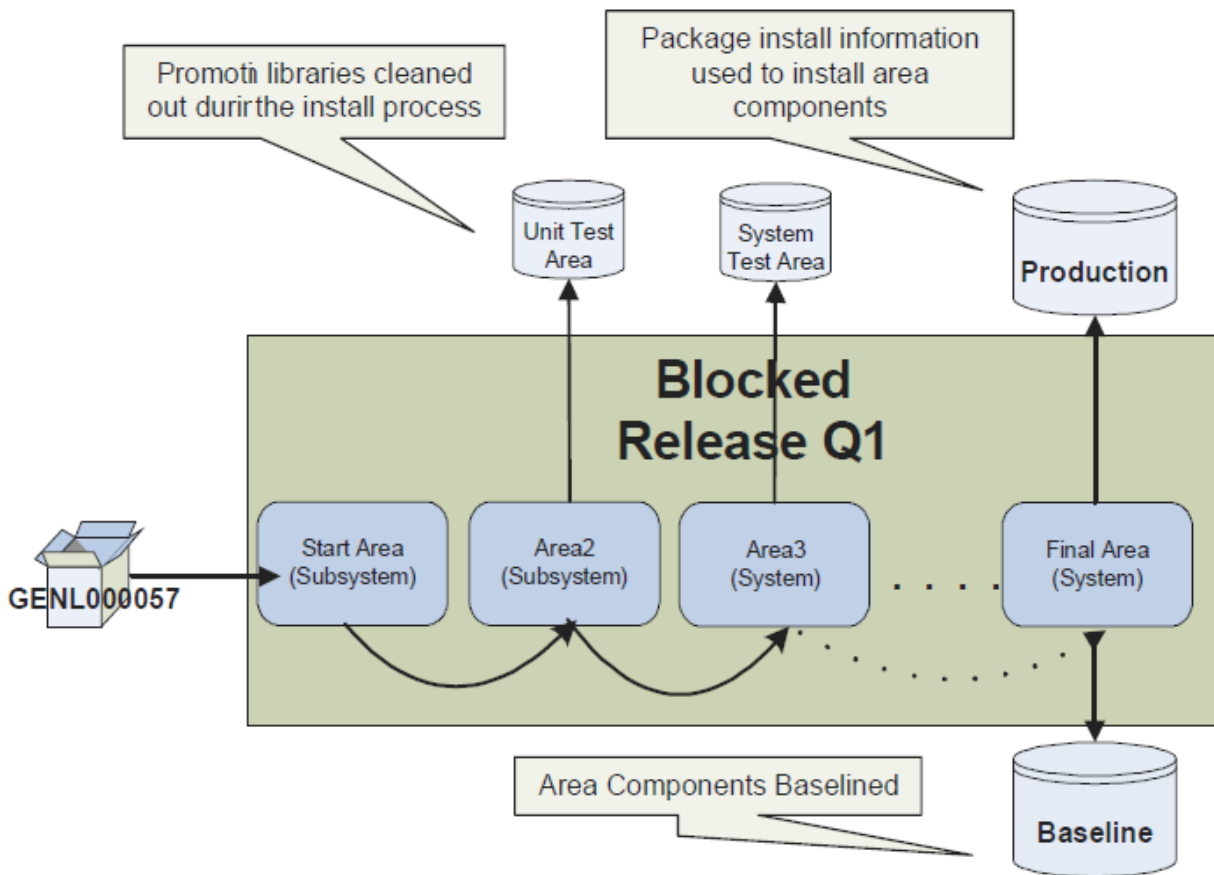 Promoti libraries cleaned
out durirthe install process
Package install information
used to install area
components
Unit Test
Area
System
Test Area
Production
Blocked
Release Q1
GENL000057
Start Area
(Subsystem)
Area2
(Subsystem)
Area3
(System)
. . . .
Final Area
(System)
Area Components Baselined
Baseline